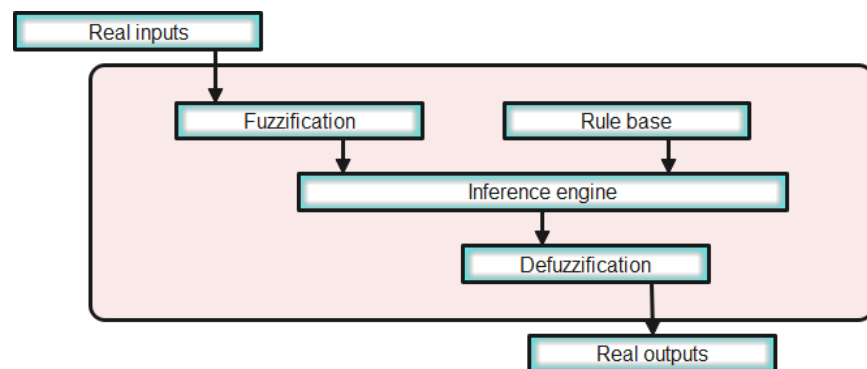 Real inputs
Fuzzification
Rule base
Inference engine
Defuzzification
Real outputs